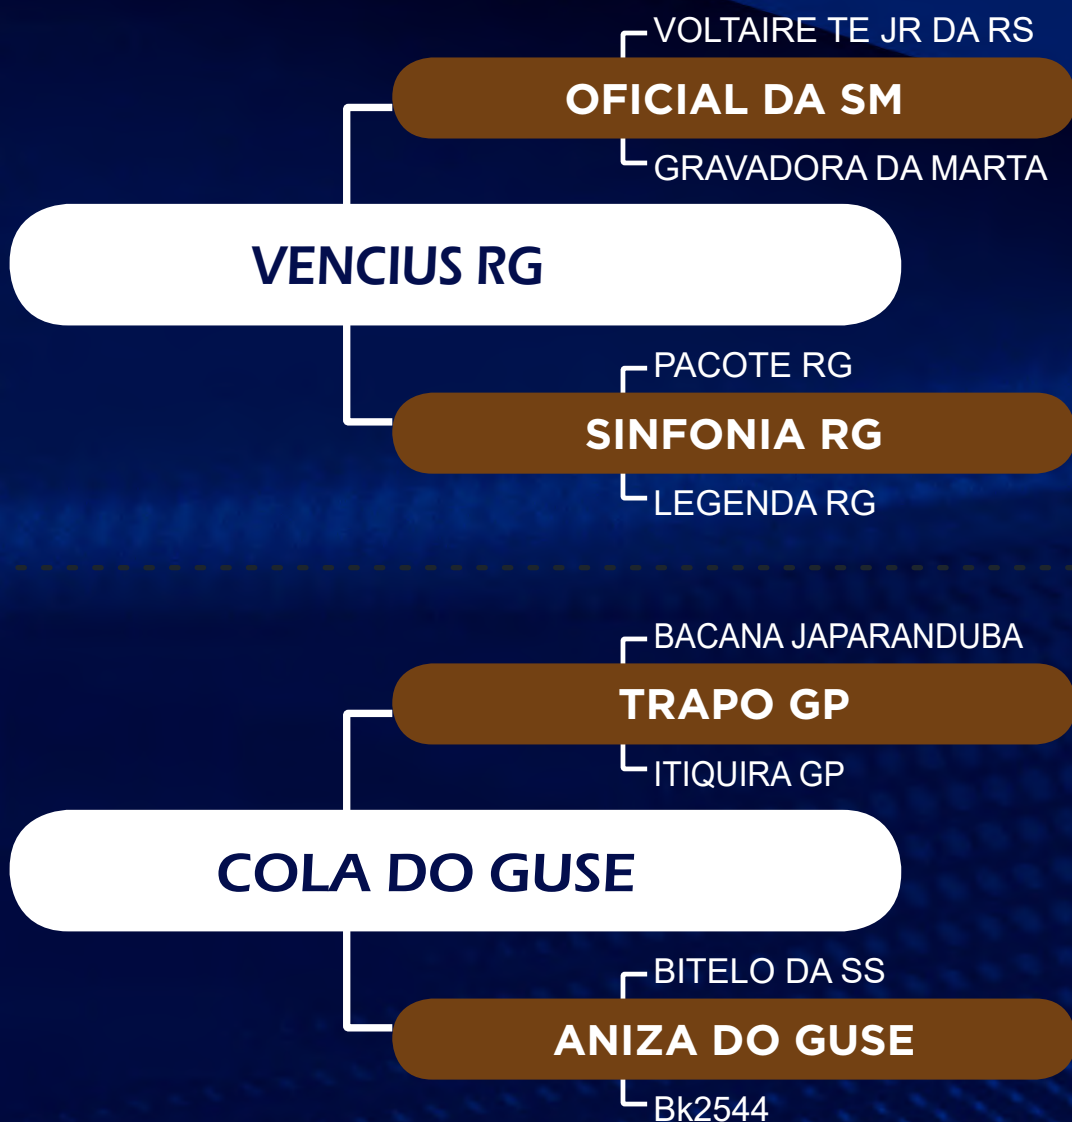 VOLTAIRE TE JR DA RS
OFICIAL DA SM
GRAVADORA DA MARTA
VENCIUS RG
PACOTE RG
SINFONIA RG
LEGENDA RG
BACANA JAPARANDUBA
TRAPO GP
ITIQUIRA GP
COLA DO GUSE
BITELO DA SS
ANIZA DO GUSE
Bk2544